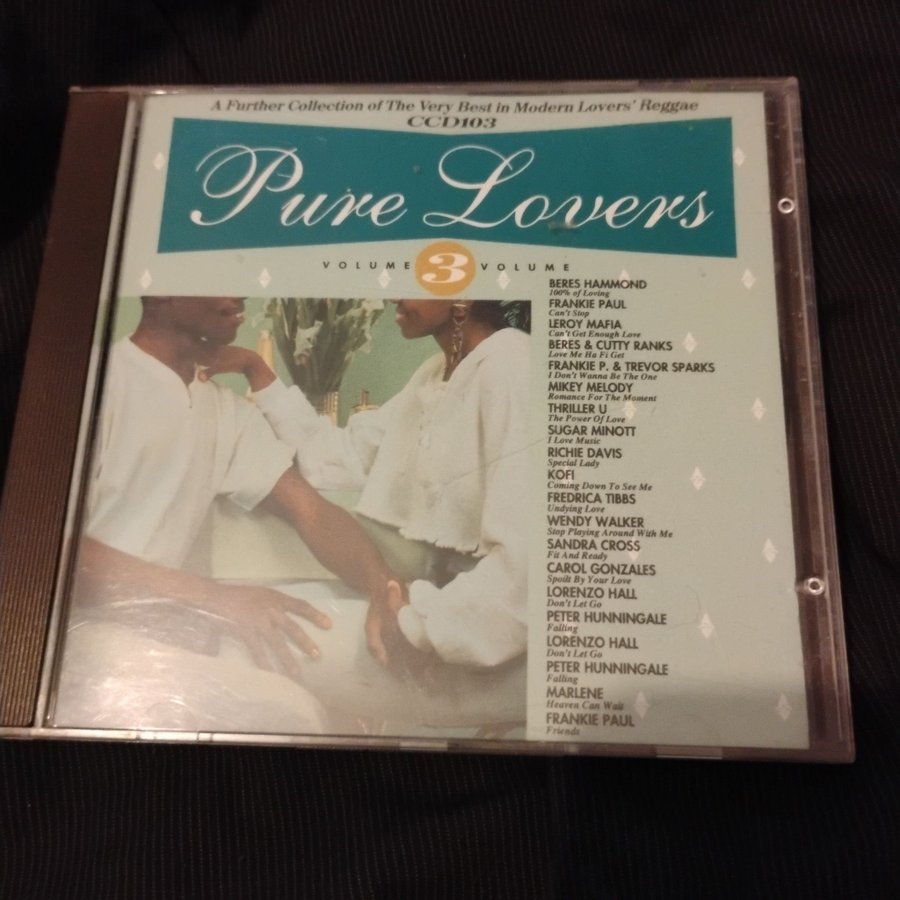 A Further Collection of The Very Best in Modern Lovers' Reggae
CCD103
Pure Lovers
VOLUME 3 VOLUME
BERES HAMMOND
100% of Loving
FRANKIE PAUL
Can't Stop
LEROY MAFIA
Can't Get Enough Love
BERES & CUTTY RANKS
Love Me Ha Fi Get
FRANKIE P. & TREVOR SPARKS
I Don't Wanna Be The One
MIKEY MELODY
Romance For The Moment
THRILLER U
The Power Of Love
SUGAR MINOTT
I Love Music
RICHIE DAVIS
Special Lady
KOFI
Coming Down To See Me
FREDRICA TIBBS
Undying Love
WENDY WALKER
Stop Playing Around With Me
SANDRA CROSS
Fit And Ready
CAROL GONZALES
Spoilt By Your Love
LORENZO HALL
Don't Let Go
PETER HUNNINGALE
Falling
LORENZO HALL
Don't Let Go
PETER HUNNINGALE
Falling
MARLENE
Heaven Can Wait
FRANKIE PAUL
Friends